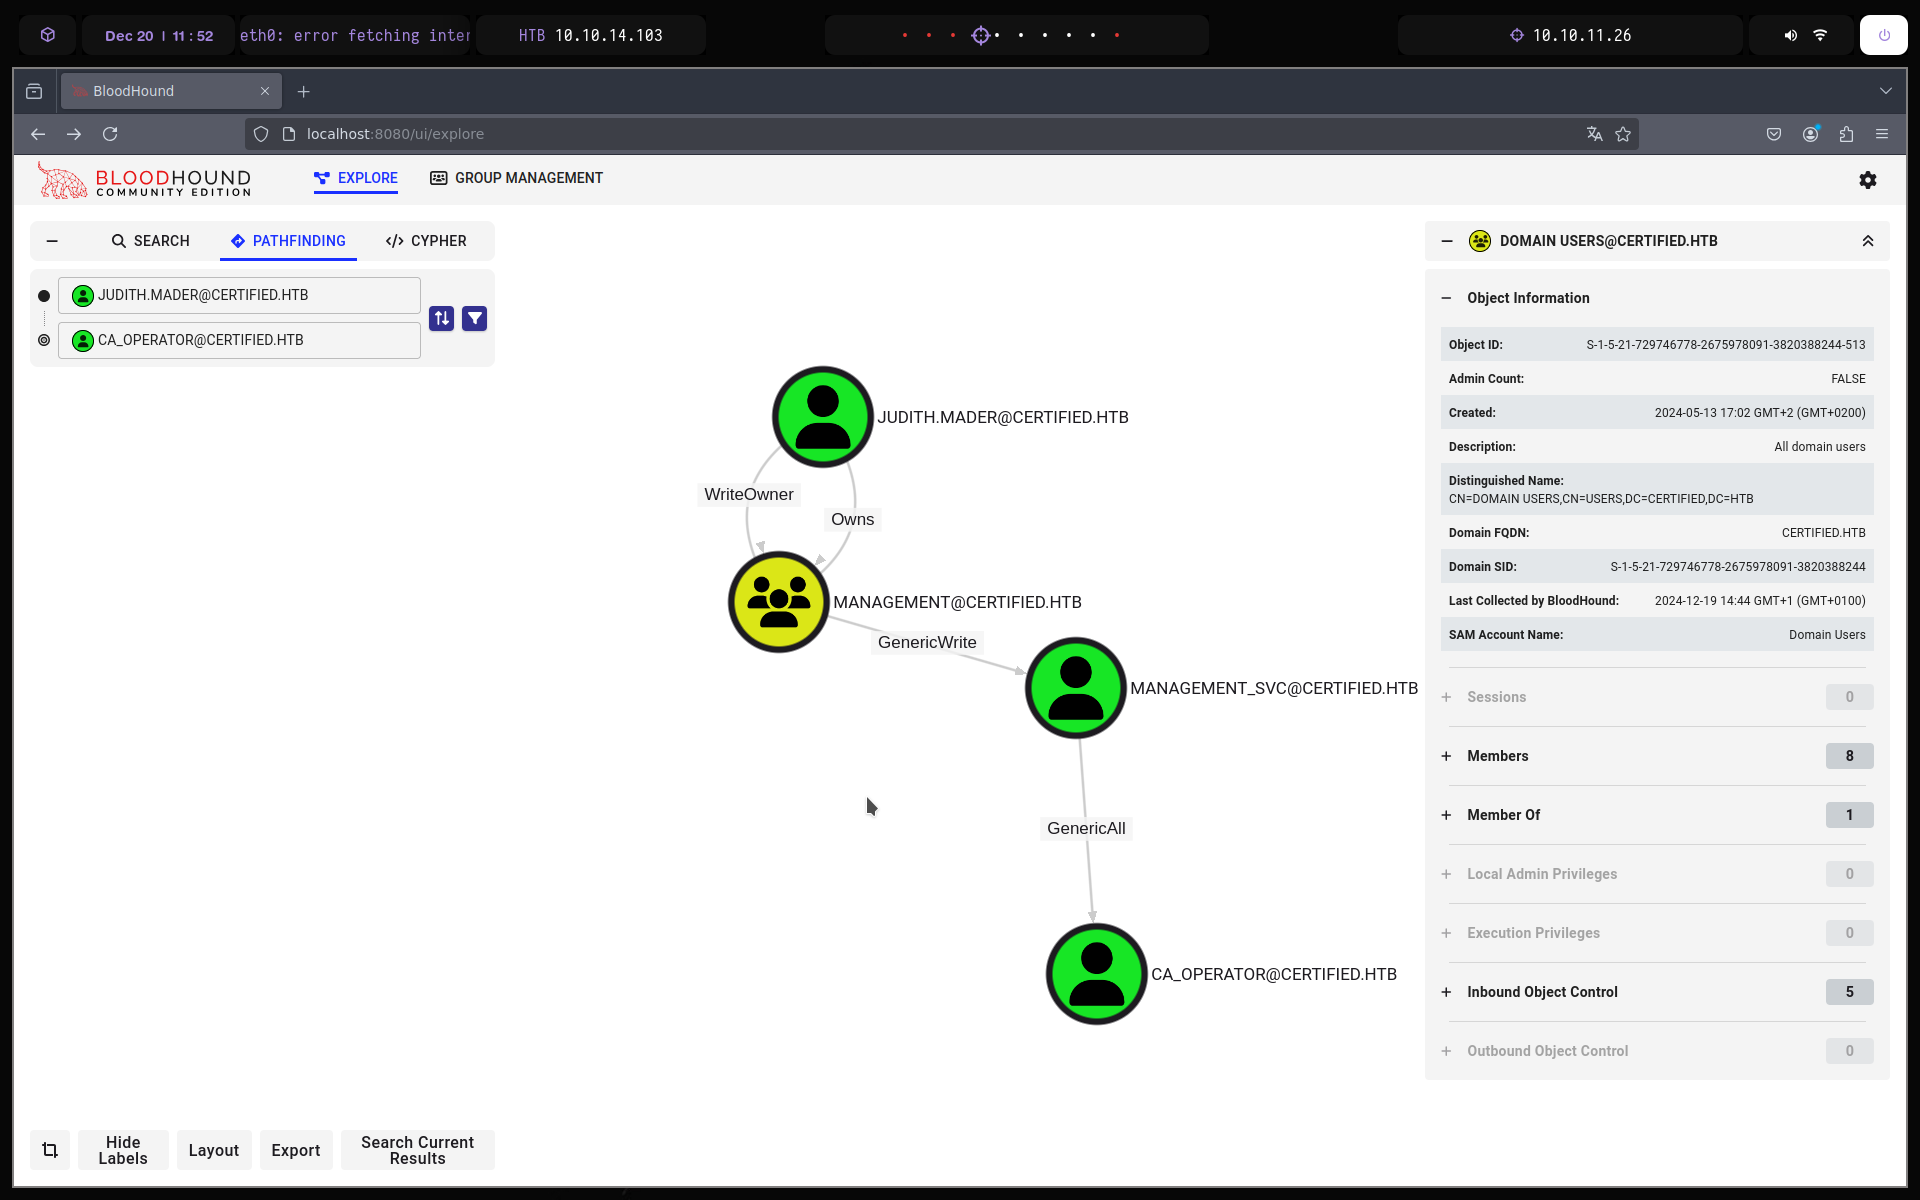 Dec 20 | 11 : 52
eth0: error fetching inter
HTB 10.10.14.103
10.10.11.26
BloodHound
localhost:8080/ui/explore
BLOODHOUND
COMMUNITY EDITION
EXPLORE
GROUP MANAGEMENT
SEARCH
PATHFINDING
CYPHER
JUDITH.MADER@CERTIFIED.HTB
CA_OPERATOR@CERTIFIED.HTB
JUDITH.MADER@CERTIFIED.HTB
WriteOwner
Owns
MANAGEMENT@CERTIFIED.HTB
GenericWrite
MANAGEMENT_SVC@CERTIFIED.HTB
GenericAll
CA_OPERATOR@CERTIFIED.HTB
DOMAIN USERS@CERTIFIED.HTB
Object Information
Object ID: S-1-5-21-729746778-2675978091-3820388244-513
Admin Count: FALSE
Created: 2024-05-13 17:02 GMT+2 (GMT+0200)
Description: All domain users
Distinguished Name:
CN=DOMAIN USERS,CN=USERS,DC=CERTIFIED,DC=HTB
Domain FQDN: CERTIFIED.HTB
Domain SID: S-1-5-21-729746778-2675978091-3820388244
Last Collected by BloodHound: 2024-12-19 14:44 GMT+1 (GMT+0100)
SAM Account Name: Domain Users
Sessions 0
Members 8
Member Of 1
Local Admin Privileges 0
Execution Privileges 0
Inbound Object Control 5
Outbound Object Control 0
Hide
Labels
Layout
Export
Search Current
Results